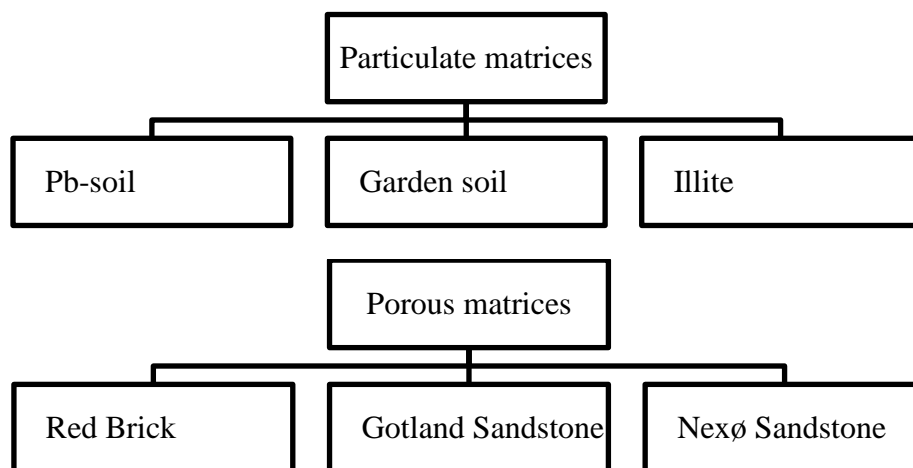 Particulate matrices
Pb-soil
Garden soil
Illite
Porous matrices
Red Brick
Gotland Sandstone
Nexø Sandstone